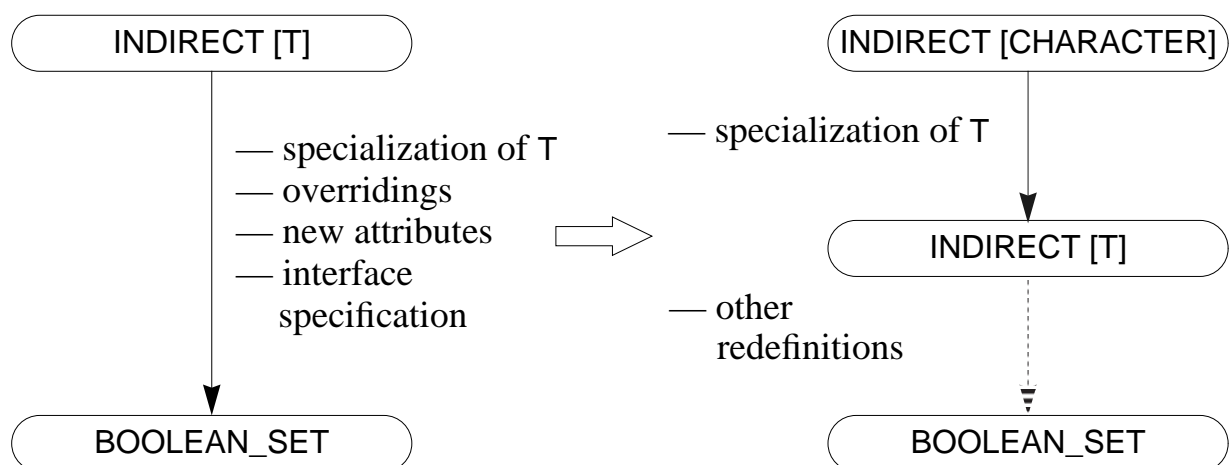 INDIRECT [T]
— specialization of T
— overridings
— new attributes
— interface
specification
BOOLEAN_SET
INDIRECT [CHARACTER]
— specialization of T
INDIRECT [T]
— other
redefinitions
BOOLEAN_SET